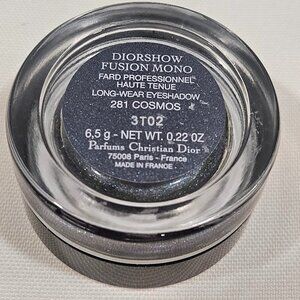 DIORSHOW
FUSION MONO
FARD PROFESSIONNEL
HAUTE TENUE
LONG-WEAR EYESHADOW
281 COSMOS
3T02
6,5 g - NET WT. 0.22 OZ
Parfums Christian Dior
75008 Paris - France
MADE IN FRANCE